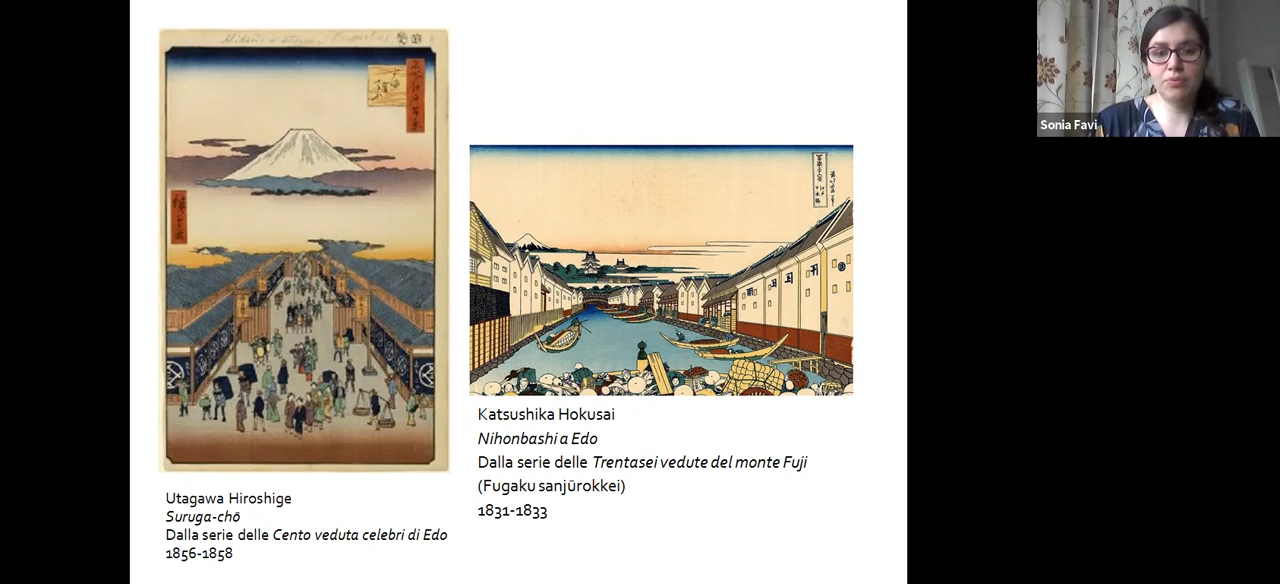 Utagawa Hiroshige
Suruga-chō
Dalla serie delle Cento veduta celebri di Edo
1856-1858
Katsushika Hokusai
Nihonbashi a Edo
Dalla serie delle Trentasei vedute del monte Fuji
(Fugaku sanjūrokkei)
1831-1833
Sonia Favi